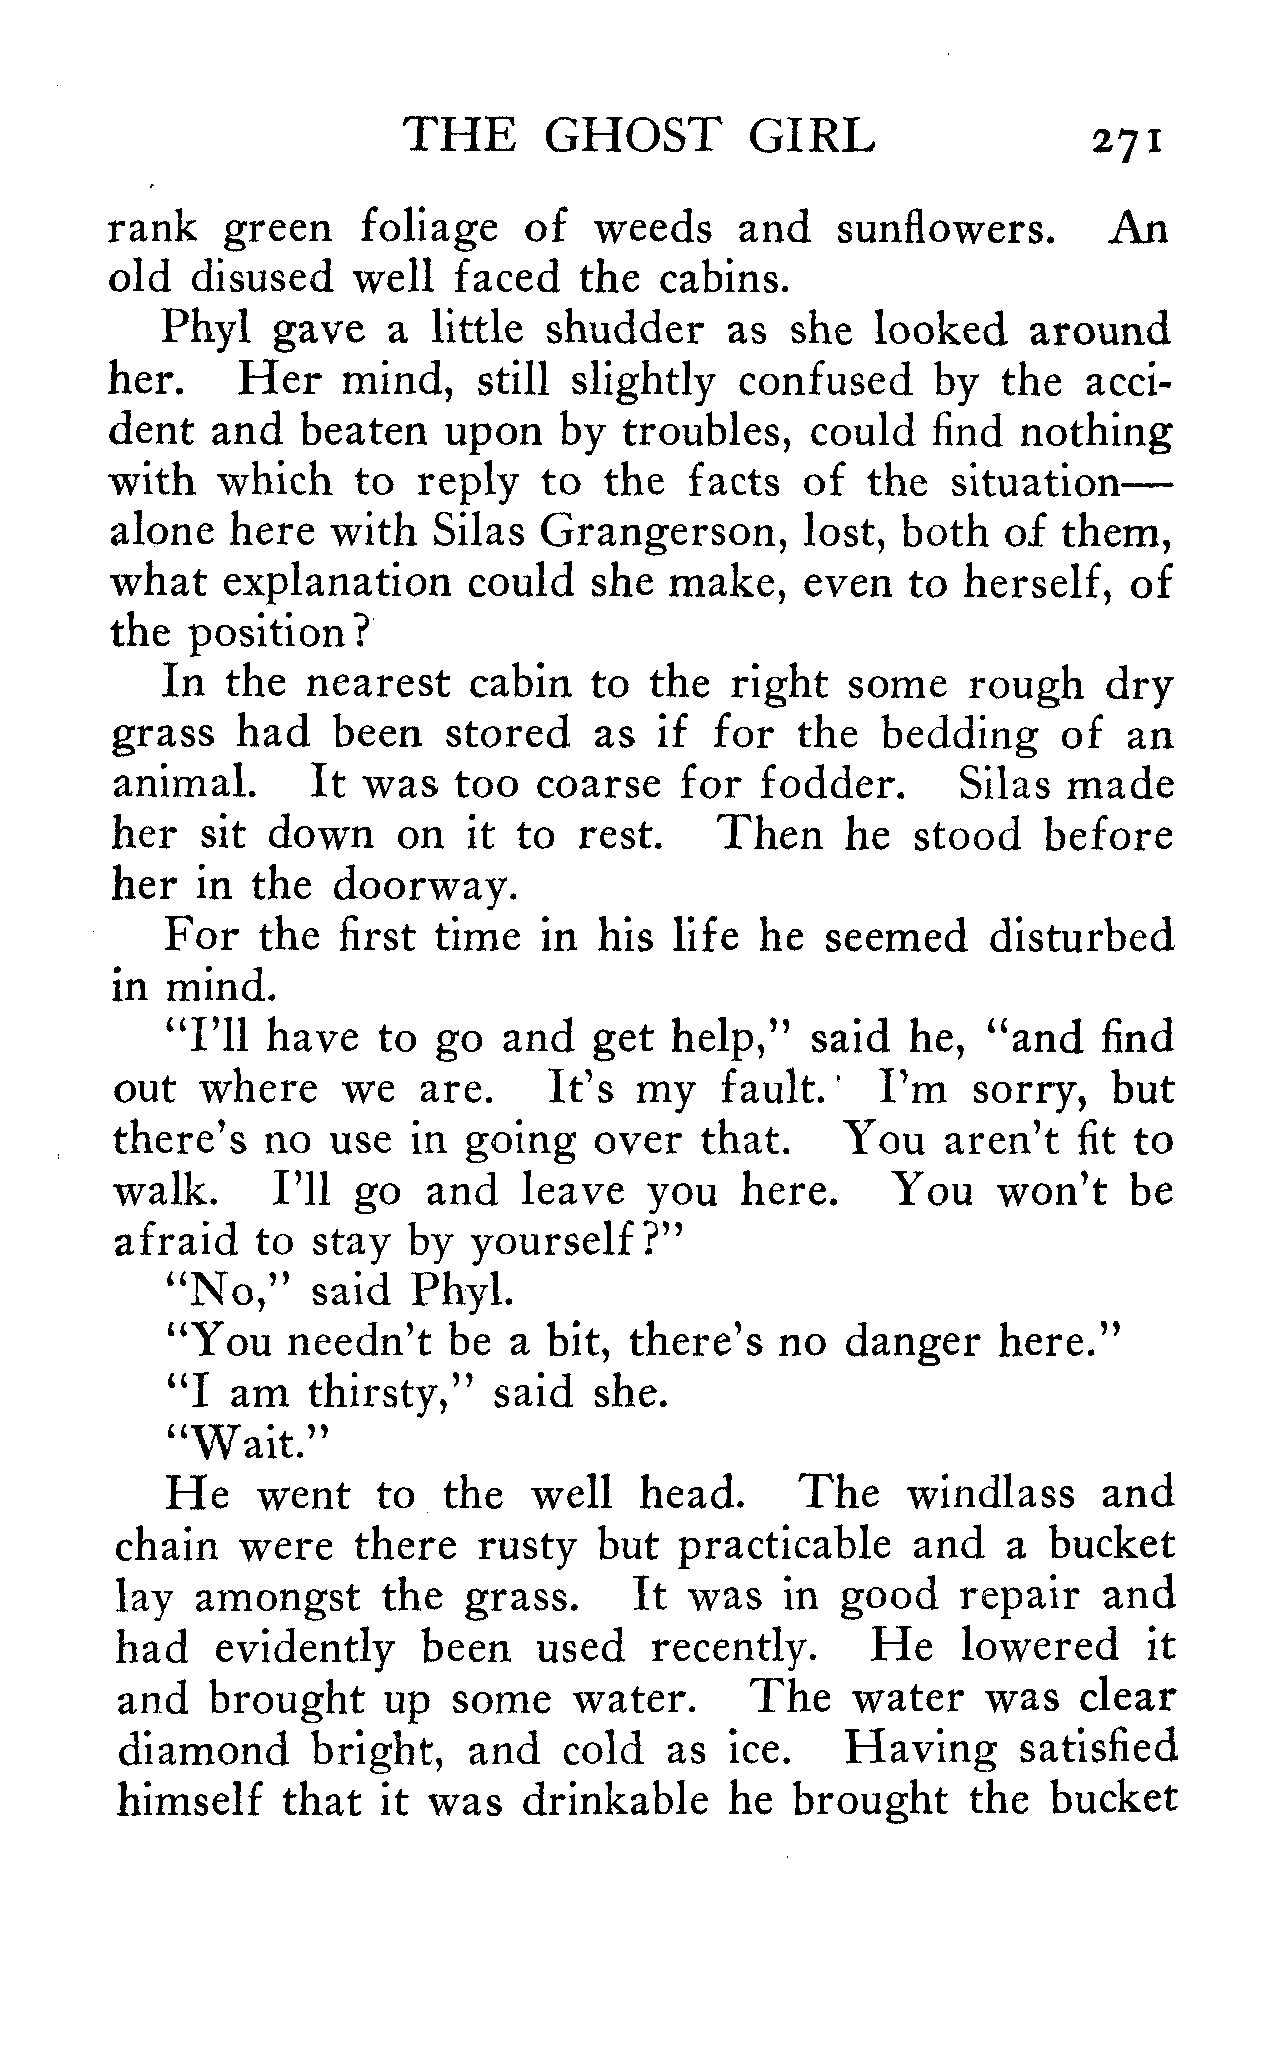 THE GHOST GIRL 271
rank green foliage of weeds and sunflowers. An
old disused well faced the cabins.
Phyl gave a little shudder as she looked around
her. Her mind, still slightly confused by the acci-
dent and beaten upon by troubles, could find nothing
with which to reply to the facts of the situation—
alone here with Silas Grangerson, lost, both of them,
what explanation could she make, even to herself, of
the position?
In the nearest cabin to the right some rough dry
grass had been stored as if for the bedding of an
animal. It was too coarse for fodder. Silas made
her sit down on it to rest. Then he stood before
her in the doorway.
For the first time in his life he seemed disturbed
in mind.
"I'll have to go and get help," said he, "and find
out where we are. It's my fault. I'm sorry, but
there's no use in going over that. You aren't fit to
walk. I'll go and leave you here. You won't be
afraid to stay by yourself?"
"No," said Phyl.
"You needn't be a bit, there's no danger here."
"I am thirsty," said she.
"Wait."
He went to the well head. The windlass and
chain were there rusty but practicable and a bucket
lay amongst the grass. It was in good repair and
had evidently been used recently. He lowered it
and brought up some water. The water was clear
diamond bright, and cold as ice. Having satisfied
himself that it was drinkable he brought the bucket